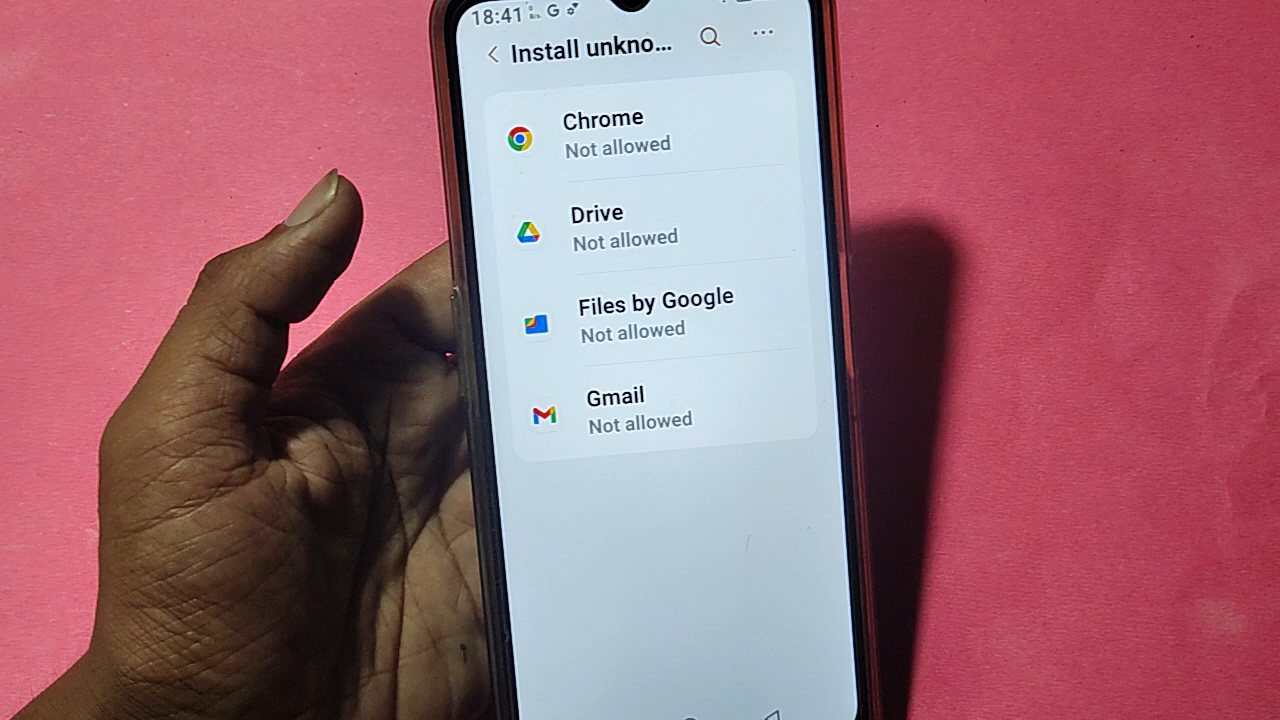 18:41 G
Install unkno...
Chrome
Not allowed
Drive
Not allowed
Files by Google
Not allowed
Gmail
Not allowed